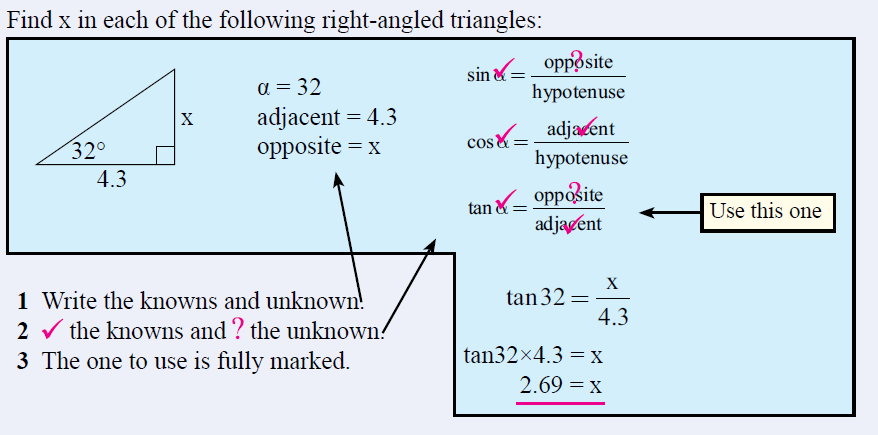 Find x in each of the following right-angled triangles:
x
32°
4.3
α = 32
adjacent = 4.3
opposite = x
sin α = opposite / hypotenuse
?
cos α = adjacent / hypotenuse
tan α = opposite / adjacent
?
Use this one
1 Write the knowns and unknown.
2 ✓ the knowns and ? the unknown.
3 The one to use is fully marked.
tan 32 = x / 4.3
tan32×4.3 = x
2.69 = x